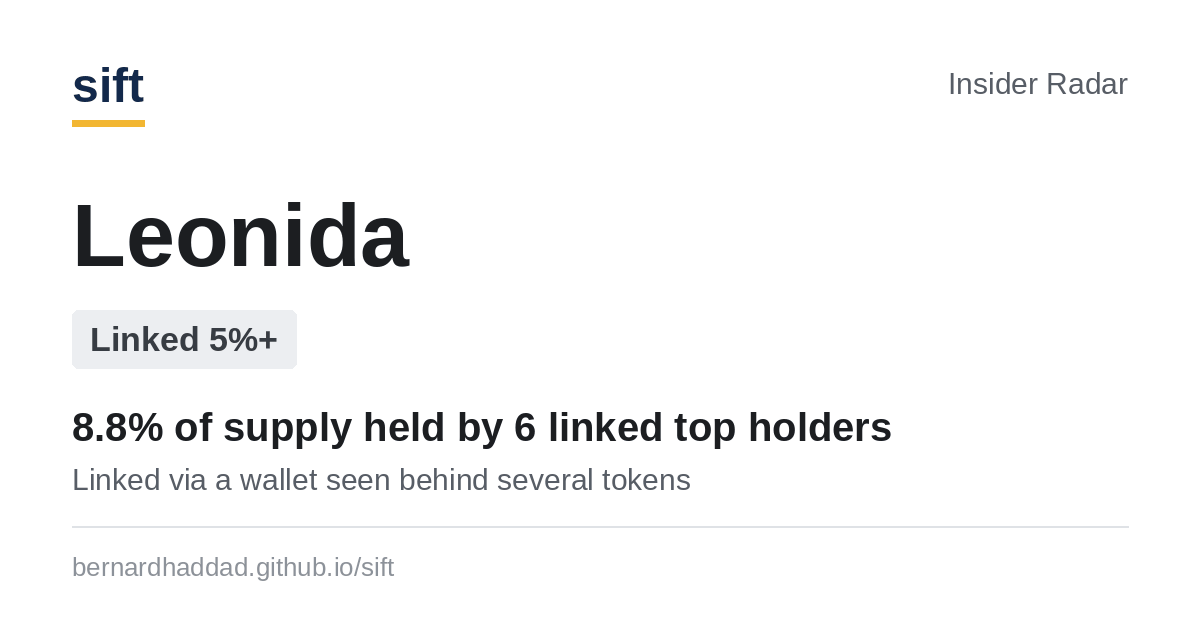 sift
Insider Radar
Leonida
Linked 5%+
8.8% of supply held by 6 linked top holders
Linked via a wallet seen behind several tokens
bernardhaddad.github.io/sift